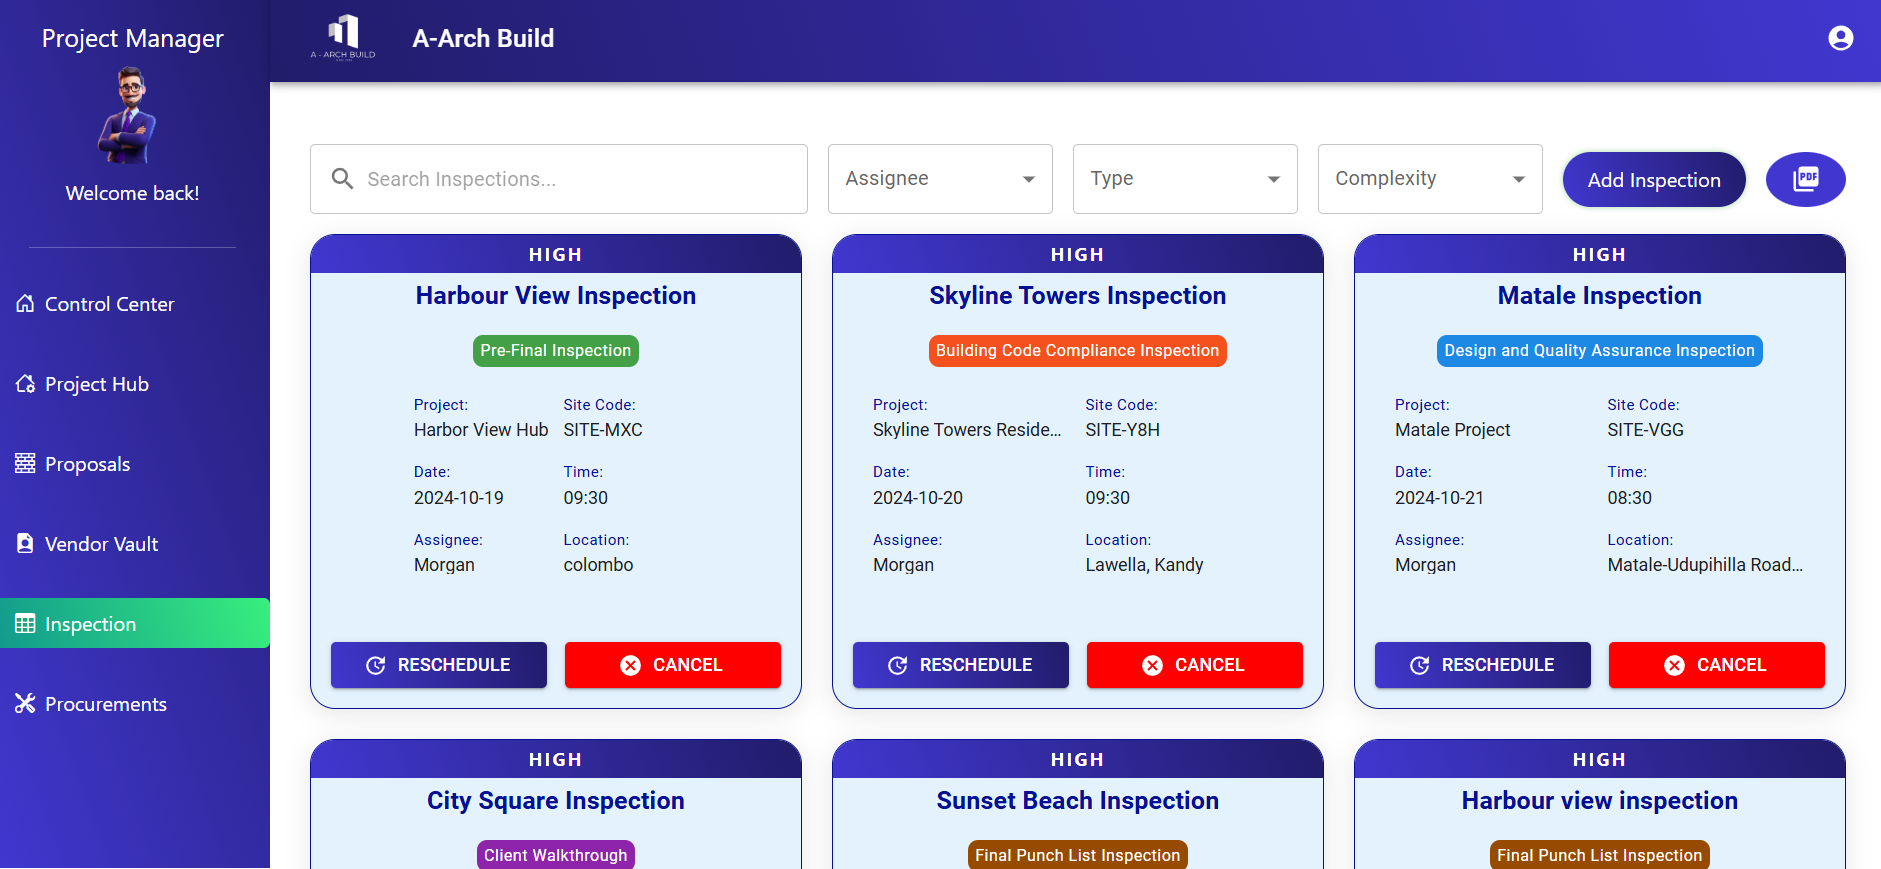 Project Manager
Welcome back!
Control Center
Project Hub
Proposals
Vendor Vault
Inspection
Procurements
A - ARCH BUILD
A-Arch Build
Search Inspections...
Assignee
Type
Complexity
Add Inspection
PDF
HIGH
Harbour View Inspection
Pre-Final Inspection
Project: Site Code:
Harbor View Hub SITE-MXC
Date: Time:
2024-10-19 09:30
Assignee: Location:
Morgan colombo
RESCHEDULE CANCEL
HIGH
Skyline Towers Inspection
Building Code Compliance Inspection
Project: Site Code:
Skyline Towers Reside... SITE-Y8H
Date: Time:
2024-10-20 09:30
Assignee: Location:
Morgan Lawella, Kandy
RESCHEDULE CANCEL
HIGH
Matale Inspection
Design and Quality Assurance Inspection
Project: Site Code:
Matale Project SITE-VGG
Date: Time:
2024-10-21 08:30
Assignee: Location:
Morgan Matale-Udupihilla Road...
RESCHEDULE CANCEL
HIGH
City Square Inspection
Client Walkthrough
HIGH
Sunset Beach Inspection
Final Punch List Inspection
HIGH
Harbour view inspection
Final Punch List Inspection